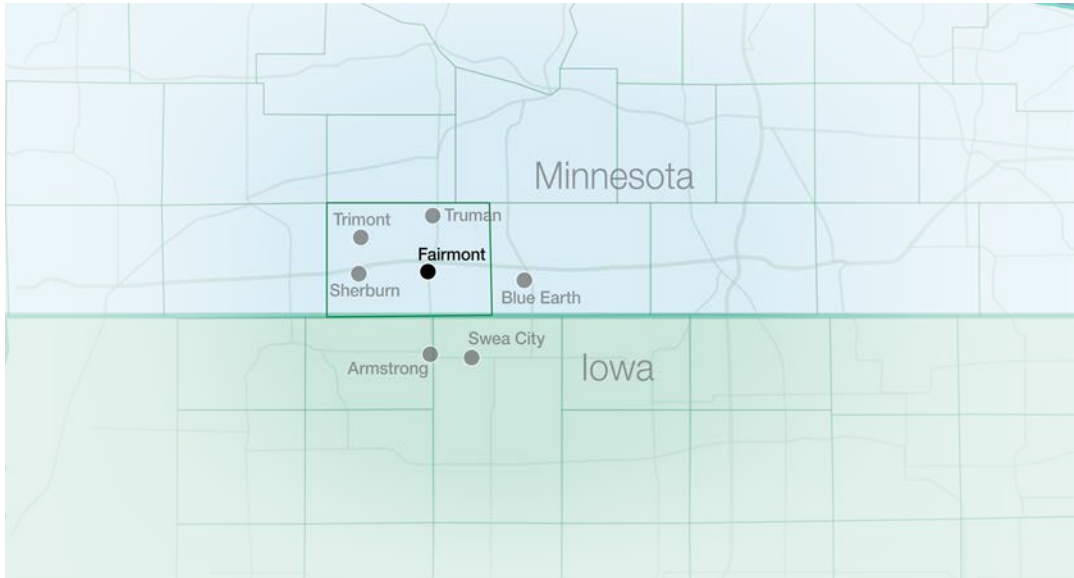 Minnesota
Trimont
Truman
Fairmont
Sherburn
Blue Earth
Swea City
Armstrong
Iowa